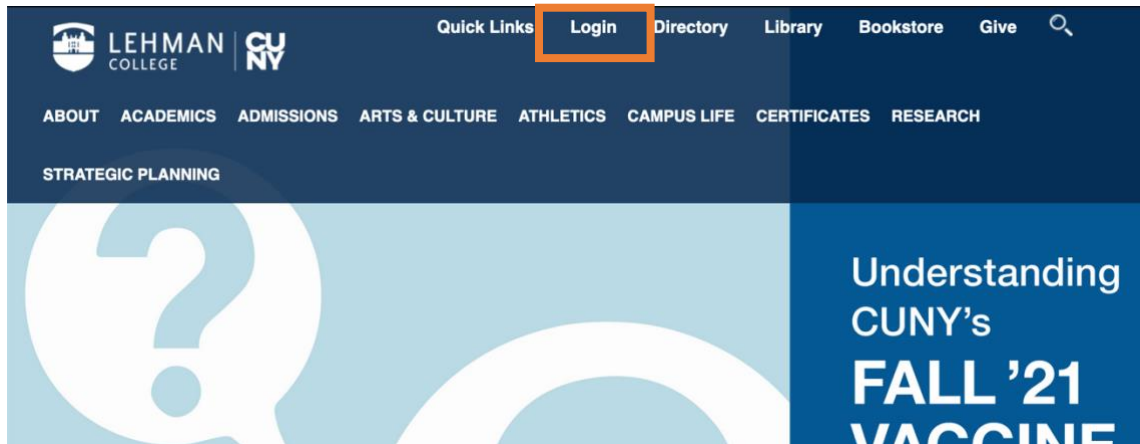 LEHMAN
COLLEGE
CU
NY
Quick Links Login Directory Library Bookstore Give
ABOUT ACADEMICS ADMISSIONS ARTS & CULTURE ATHLETICS CAMPUS LIFE CERTIFICATES RESEARCH
STRATEGIC PLANNING
?
Understanding
CUNY’s
FALL ’21
VACCINE